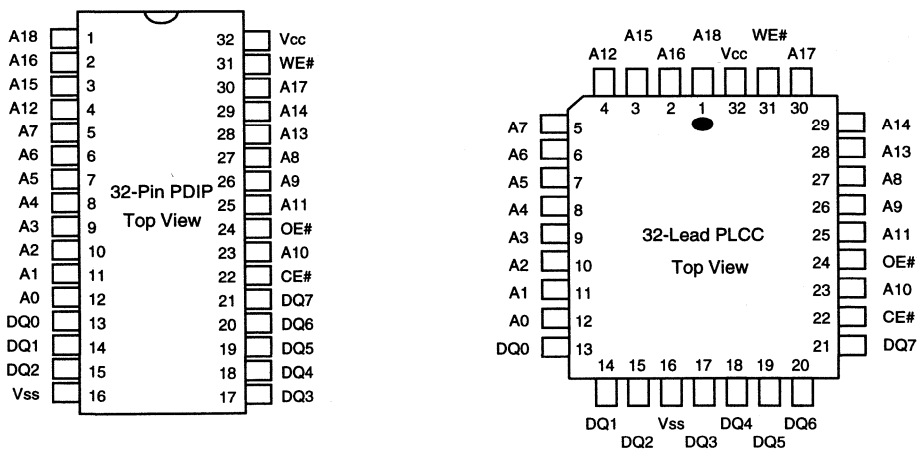 A18 1 32 Vcc
A16 2 31 WE#
A15 3 30 A17
A12 4 29 A14
A7 5 28 A13
A6 6 27 A8
A5 7 26 A9
A4 8 25 A11
A3 9 24 OE#
A2 10 23 A10
A1 11 22 CE#
A0 12 21 DQ7
DQ0 13 20 DQ6
DQ1 14 19 DQ5
DQ2 15 18 DQ4
Vss 16 17 DQ3
32-Pin PDIP
Top View
A15 A18 WE#
A12 A16 Vcc A17
4 3 2 1 32 31 30
A7 5 29 A14
A6 6 28 A13
A5 7 27 A8
A4 8 26 A9
A3 9 25 A11
A2 10 24 OE#
A1 11 23 A10
A0 12 22 CE#
DQ0 13 21 DQ7
32-Lead PLCC
Top View
14 15 16 17 18 19 20
DQ1 Vss DQ4 DQ6
DQ2 DQ3 DQ5